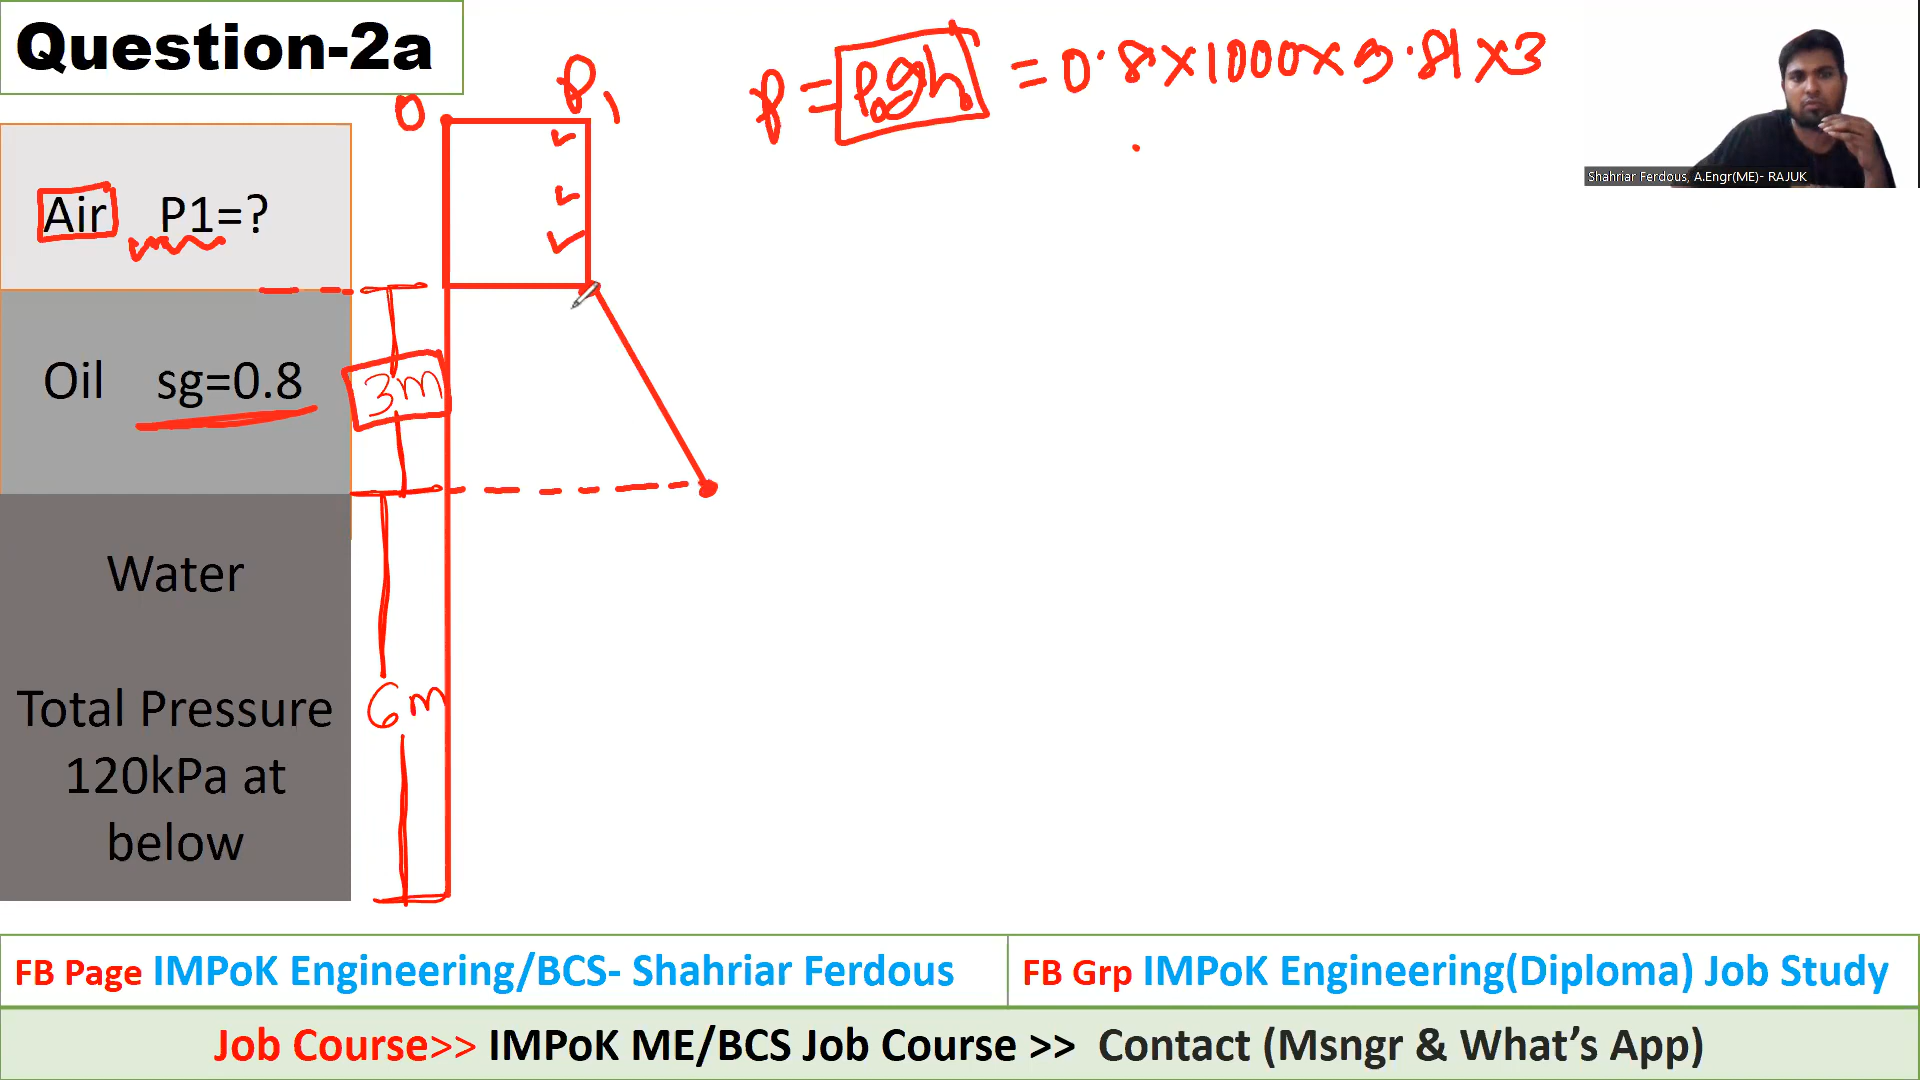 Question-2a
O P1
P = ρ₀gh₀ = 0.8×1000×9.81×3
Shahriar Ferdous, A.Engr(ME)- RAJUK
Air P1=?
Oil sg=0.8
3m
Water
6m
Total Pressure
120kPa at
below
FB Page IMPoK Engineering/BCS- Shahriar Ferdous
FB Grp IMPoK Engineering(Diploma) Job Study
Job Course>> IMPoK ME/BCS Job Course >> Contact (Msngr & What's App)